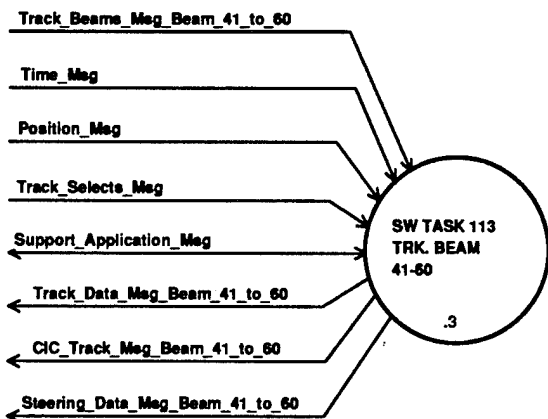 Track_Beams_Msg_Beam_41_to_60
Time_Msg
Position_Msg
Track_Selects_Msg
Support_Application_Msg
Track_Data_Msg_Beam_41_to_60
CIC_Track_Msg_Beam_41_to_60
Steering_Data_Msg_Beam_41_to_60
SW TASK 113
TRK. BEAM
41-60
.3